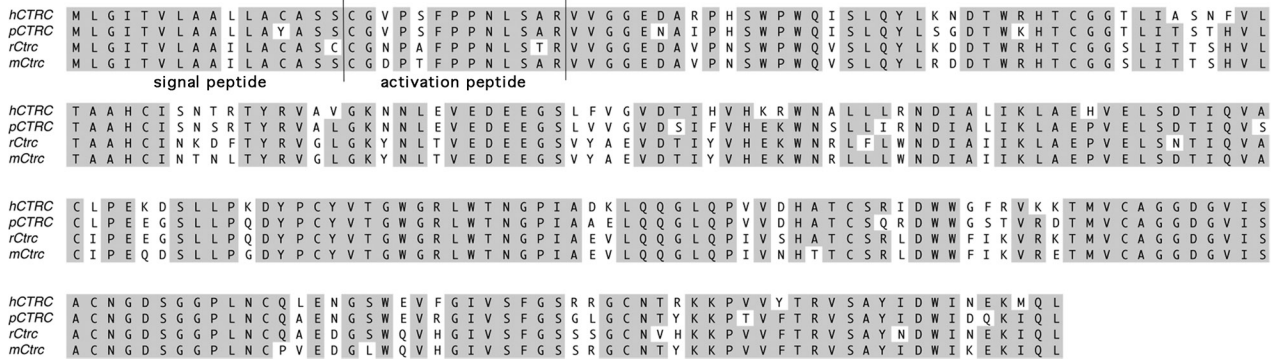 hCTRC M L G I T V L A A L L A C A S S C G V P S F P P N L S A R V V G G E D A R P H S W P W Q I S L Q Y L K N D T W R H T C G G T L I A S N F V L
pCTRC M L G I T V L A A L L A Y A S S C G V P S F P P N L S A R V V G G E N A I P H S W P W Q I S L Q Y L S G D T W K H T C G G T L I T S T H V L
rCtrc M L G I T V L A A I L A C A S C C G N P A F P P N L S T R V V G G E D A V P N S W P W Q V S L Q Y L K D D T W R H T C G G S L I T T S H V L
mCtrc M L G I T V L A A I L A C A S S C G D P T F P P N L S A R V V G G E D A V P N S W P W Q V S L Q Y L R D D T W R H T C G G S L I T T S H V L
signal peptide activation peptide
hCTRC T A A H C I S N T R T Y R V A V G K N N L E V E D E E G S L F V G V D T I H V H K R W N A L L L R N D I A L I K L A E H V E L S D T I Q V A
pCTRC T A A H C I S N S R T Y R V A L G K N N L E V E D E E G S L V V G V D S I F V H E K W N S L L I R N D I A L I K L A E P V E L S D T I Q V S
rCtrc T A A H C I N K D F T Y R V G L G K Y N L T V E D E E G S V Y A E V D T I Y V H E K W N R L F L W N D I A I I K L A E P V E L S N T I Q V A
mCtrc T A A H C I N T N L T Y R V G L G K Y N L T V E D E E G S V Y A E V D T I Y V H E K W N R L L L W N D I A I I K L A E P V E L S D T I Q V A
hCTRC C L P E K D S L L P K D Y P C Y V T G W G R L W T N G P I A D K L Q Q G L Q P V V D H A T C S R I D W W G F R V K K T M V C A G G D G V I S
pCTRC C L P E E G S L L P Q D Y P C Y V T G W G R L W T N G P I A A E L Q Q G L Q P V V D H A T C S Q R D W W G S T V R D T M V C A G G D G V I S
rCtrc C I P E E G S L L P Q D Y P C Y V T G W G R L W T N G P I A E V L Q Q G L Q P I V S H A T C S R L D W W F I K V R K T M V C A G G D G V I S
mCtrc C I P E Q D S L L P G D Y P C Y V T G W G R L W T N G P I A E V L Q Q G L Q P I V N H T T C S R L D W W F I K V R E T M V C A G G D G V I S
hCTRC A C N G D S G G P L N C Q L E N G S W E V F G I V S F G S R R G C N T R K K P V V Y T R V S A Y I D W I N E K M Q L
pCTRC A C N G D S G G P L N C Q A E N G S W E V R G I V S F G S G L G C N T Y K K P T V F T R V S A Y I D W I D Q K I Q L
rCtrc A C N G D S G G P L N C Q A E D G S W Q V H G I V S F G S S S G C N V H K K P V V F T R V S A Y N D W I N E K I Q L
mCtrc A C N G D S G G P L N C P V E D G L W Q V H G I V S F G S S R G C N T Y K K P V V F T R V S A Y I D W I K E K I Q L